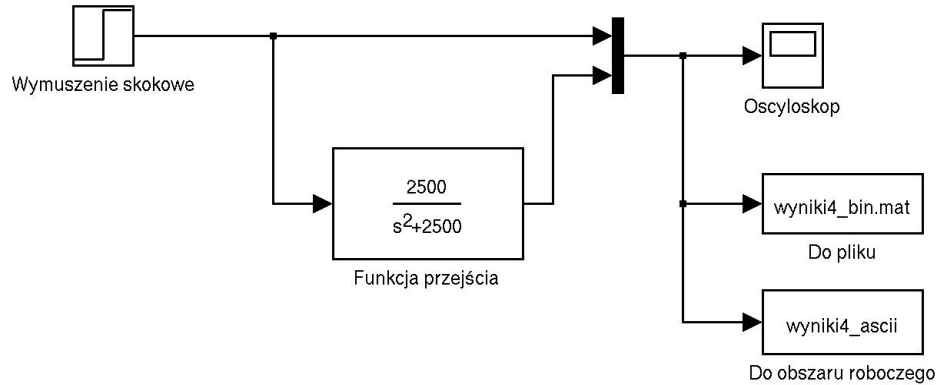 Wymuszenie skokowe
Oscyloskop
2500
s²+2500
Funkcja przejścia
wyniki4_bin.mat
Do pliku
wyniki4_ascii
Do obszaru roboczego